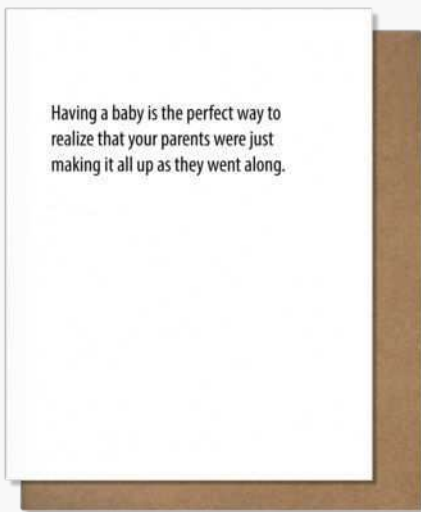 Having a baby is the perfect way to
realize that your parents were just
making it all up as they went along.